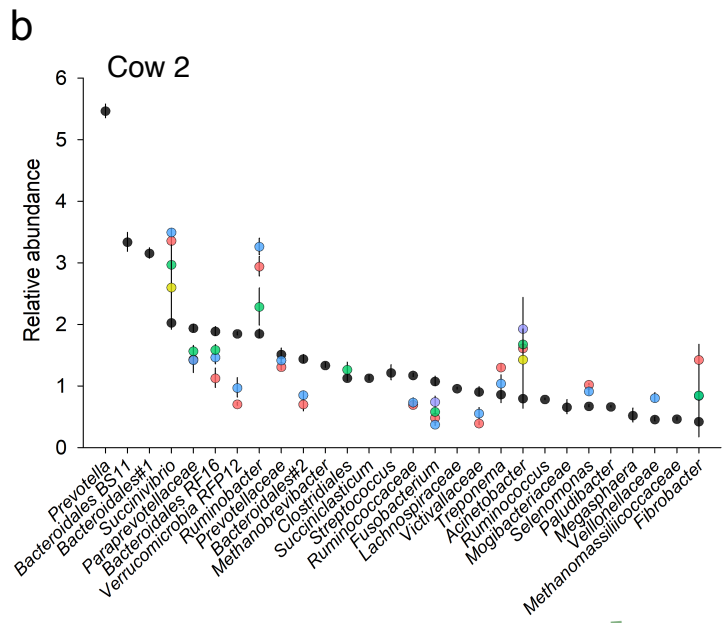 b
Cow 2
Relative abundance
6
5
4
3
2
1
0
Prevotella
Bacteroidales BS11
Bacteroidales#1
Succinivibrio
Paraprevotellaceae
Bacteroidales RF16
Verrucomicrobia RFP12
Ruminobacter
Prevotellaceae
Bacteroidales#2
Methanobrevibacter
Clostridiales
Succiniclasticum
Streptococcus
Ruminococcaceae
Fusobacterium
Lachnospiraceae
Victivallaceae
Treponema
Acinetobacter
Ruminococcus
Mogibacteriaceae
Selenomonas
Paludibacter
Megasphaera
Veillonellaceae
Methanomassiliicoccaceae
Fibrobacter